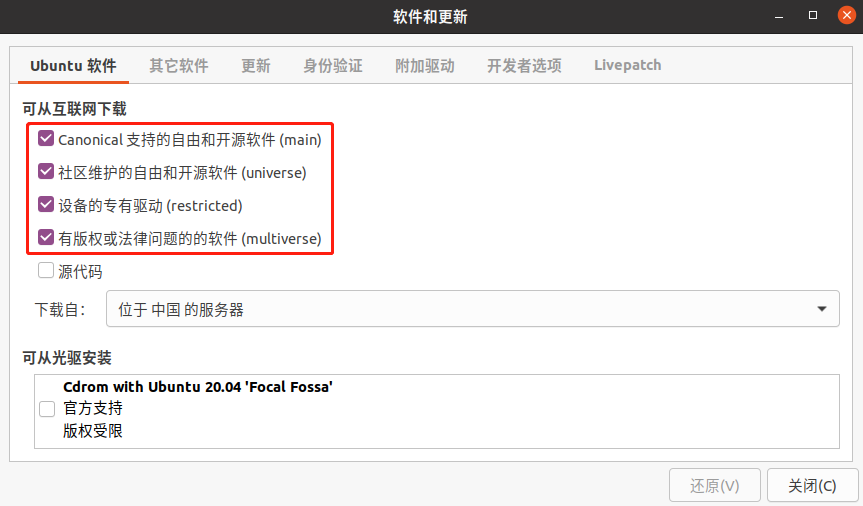 软件和更新
Ubuntu 软件 其它软件 更新 身份验证 附加驱动 开发者选项 Livepatch
可从互联网下载
Canonical 支持的自由和开源软件 (main)
社区维护的自由和开源软件 (universe)
设备的专有驱动 (restricted)
有版权或法律问题的的软件 (multiverse)
源代码
下载自： 位于 中国 的服务器
可从光驱安装
Cdrom with Ubuntu 20.04 'Focal Fossa'
官方支持
版权受限
还原(V) 关闭(C)